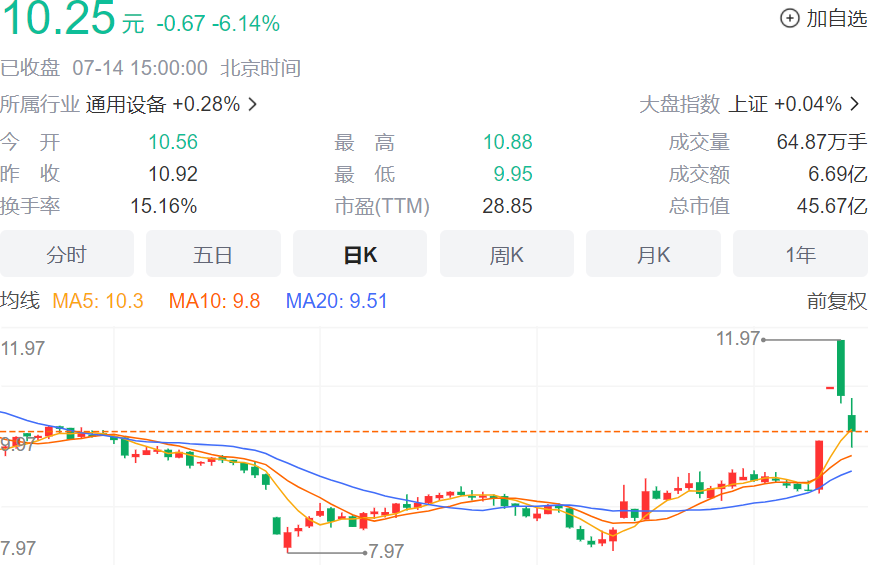 10.25 元 -0.67 -6.14% 加自选
已收盘 07-14 15:00:00 北京时间
所属行业 通用设备 +0.28% 大盘指数 上证 +0.04%
今开 10.56 最高 10.88 成交量 64.87万手
昨收 10.92 最低 9.95 成交额 6.69亿
换手率 15.16% 市盈(TTM) 28.85 总市值 45.67亿
分时 五日 日K 周K 月K 1年
均线 MA5: 10.3 MA10: 9.8 MA20: 9.51 前复权
11.97 11.97
9.97
7.97 7.97